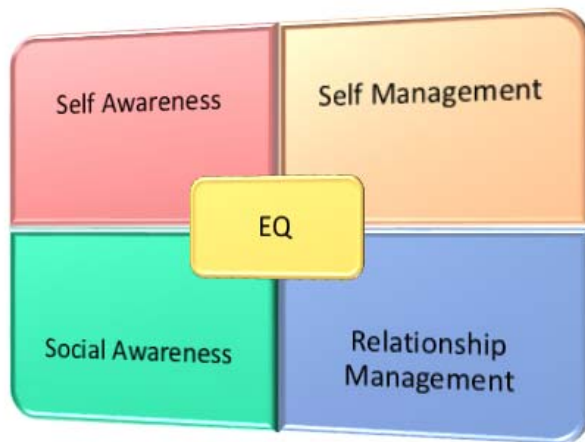 Self Awareness
Self Management
EQ
Social Awareness
Relationship
Management